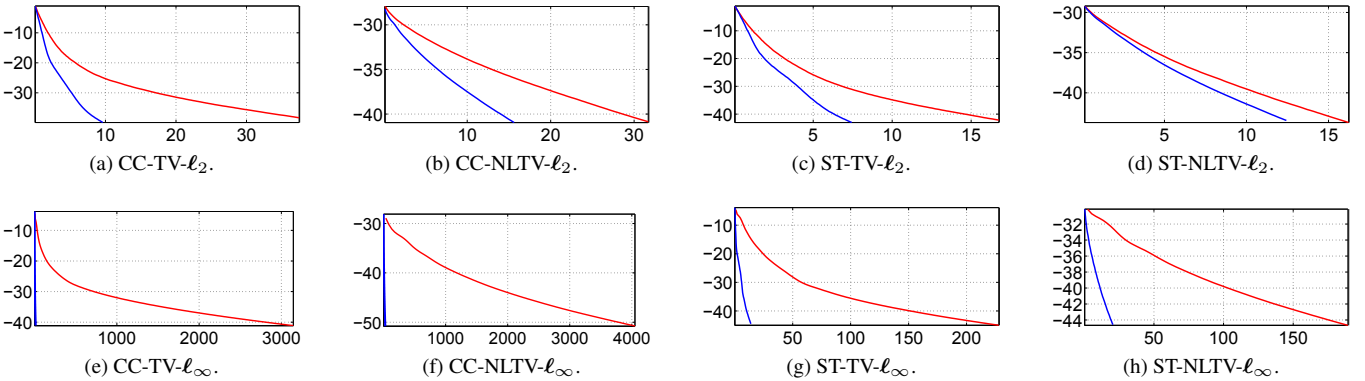 −10
−20
−30
10 20 30
(a) CC-TV-ℓ2.
−30
−35
−40
0 10 20 30
(b) CC-NLTV-ℓ2.
−10
−20
−30
−40
5 10 15
(c) ST-TV-ℓ2.
−30
−35
−40
5 10 15
(d) ST-NLTV-ℓ2.
1000 2000 3000
−10
−20
−30
−40
(e) CC-TV-ℓ∞.
−30
−40
−50
1000 2000 3000 4000
(f) CC-NLTV-ℓ∞.
−10
−20
−30
−40
50 100 150 200
(g) ST-TV-ℓ∞.
−32
−34
−36
−38
−40
−42
−44
50 100 150
(h) ST-NLTV-ℓ∞.